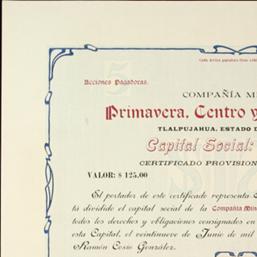 Acciones Pagadoras.
COMPAÑÍA MI
Primavera, Centro y
TLALPUJAHUA, ESTADO D
Capital Social:
CERTIFICADO PROVISION
VALOR: $ 125.00
El portador de este certificado representa
tá dividido el capital social de la Compañía Min
todos los derechos y obligaciones consignados en
esta Capital, el veintinueve de Junio de mil
Ramón Cosío González.